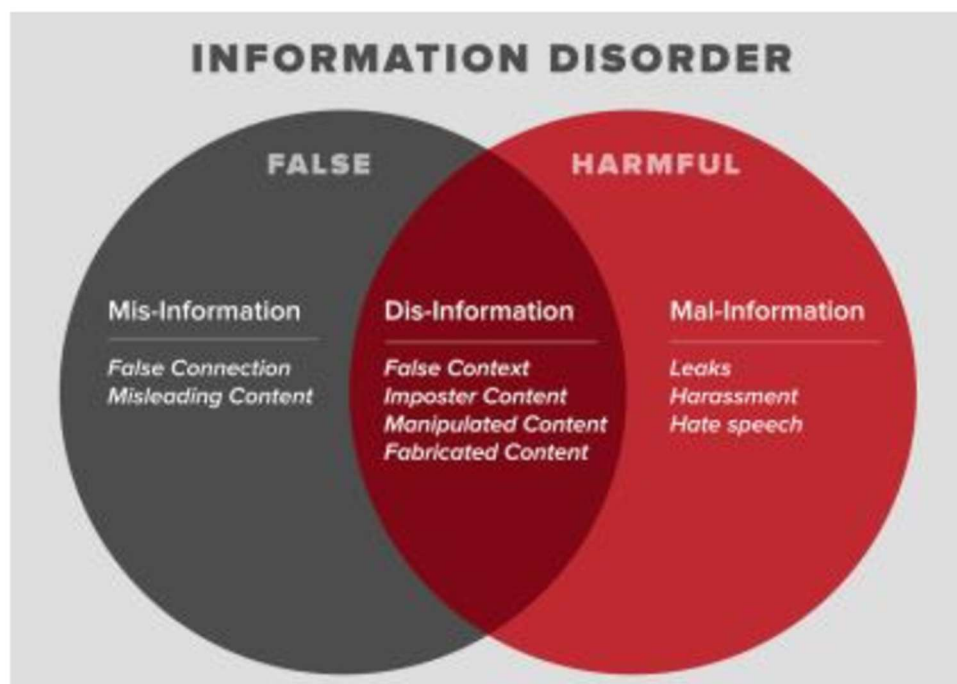 INFORMATION DISORDER
FALSE
HARMFUL
Mis-Information
False Connection
Misleading Content
Dis-Information
False Context
Imposter Content
Manipulated Content
Fabricated Content
Mal-Information
Leaks
Harassment
Hate speech